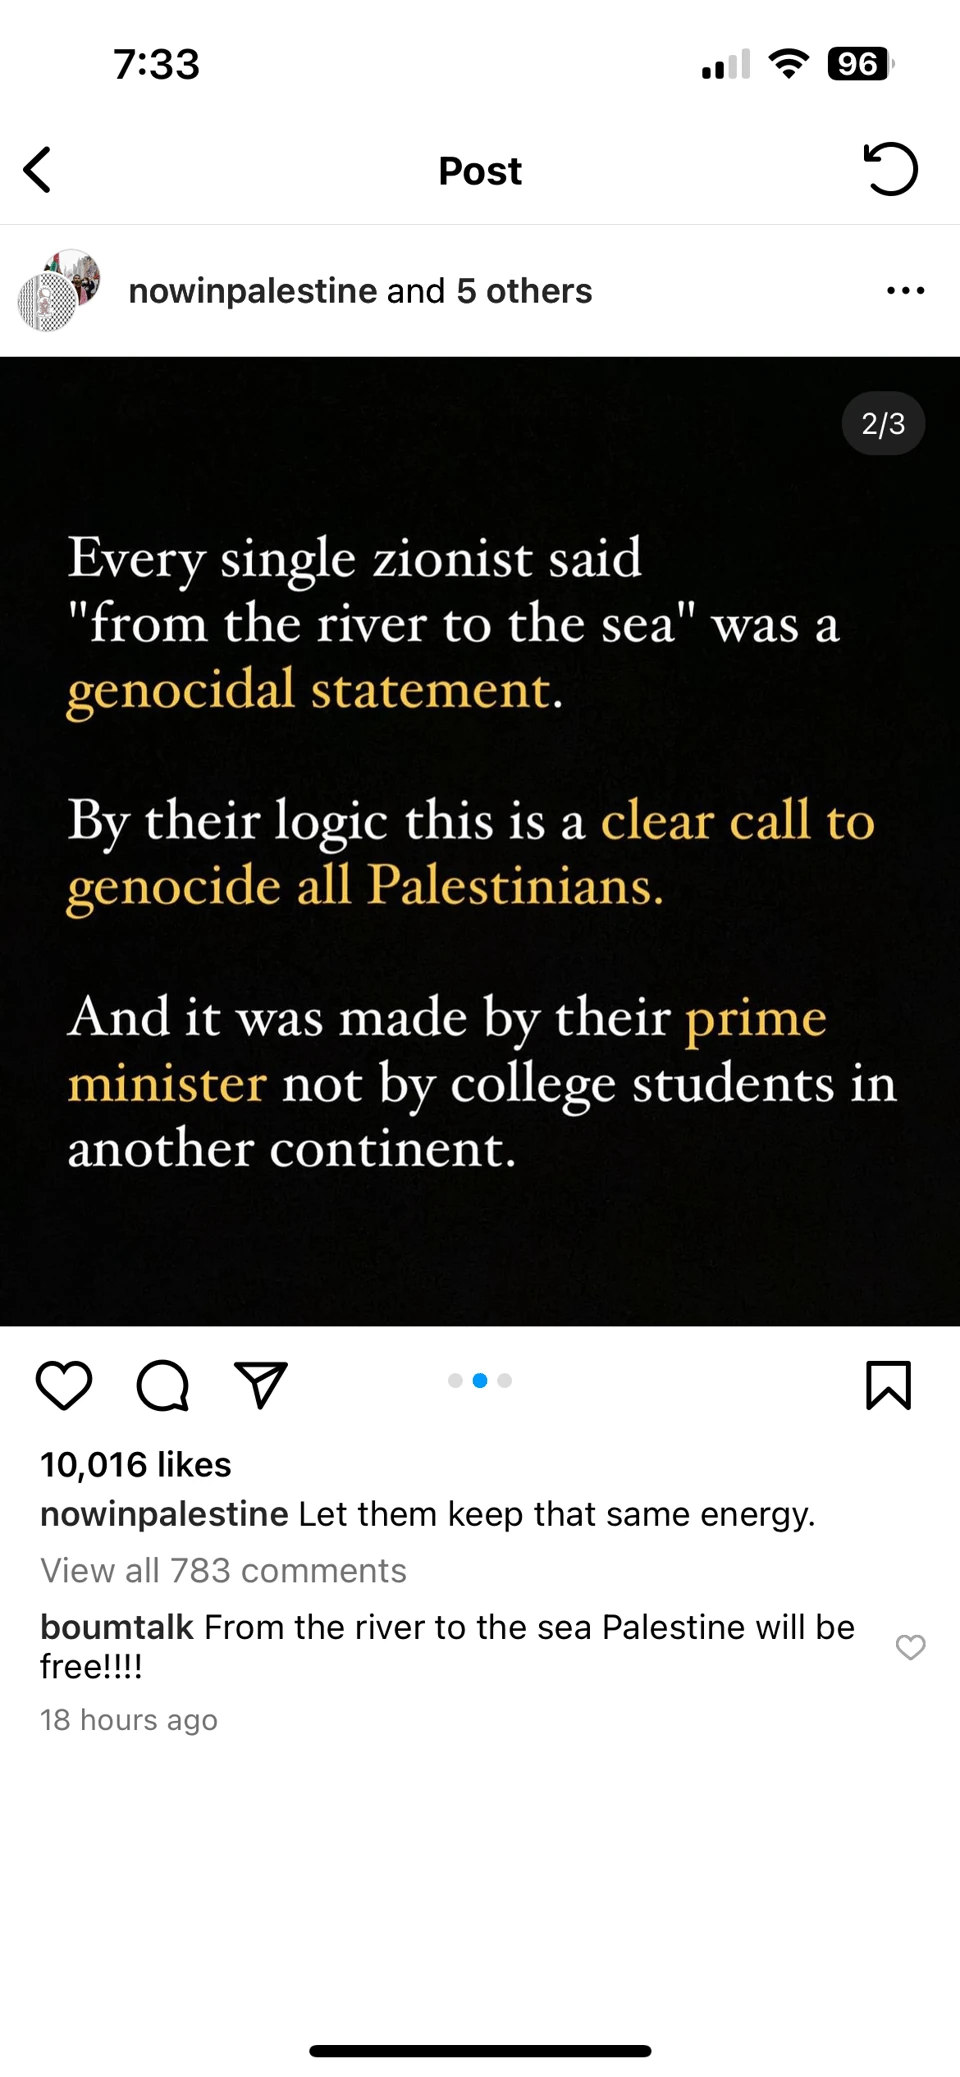 7:33
96
Post
nowinpalestine and 5 others
2/3
Every single zionist said
"from the river to the sea" was a
genocidal statement.
By their logic this is a clear call to
genocide all Palestinians.
And it was made by their prime
minister not by college students in
another continent.
10,016 likes
nowinpalestine Let them keep that same energy.
View all 783 comments
boumtalk From the river to the sea Palestine will be
free!!!!
18 hours ago